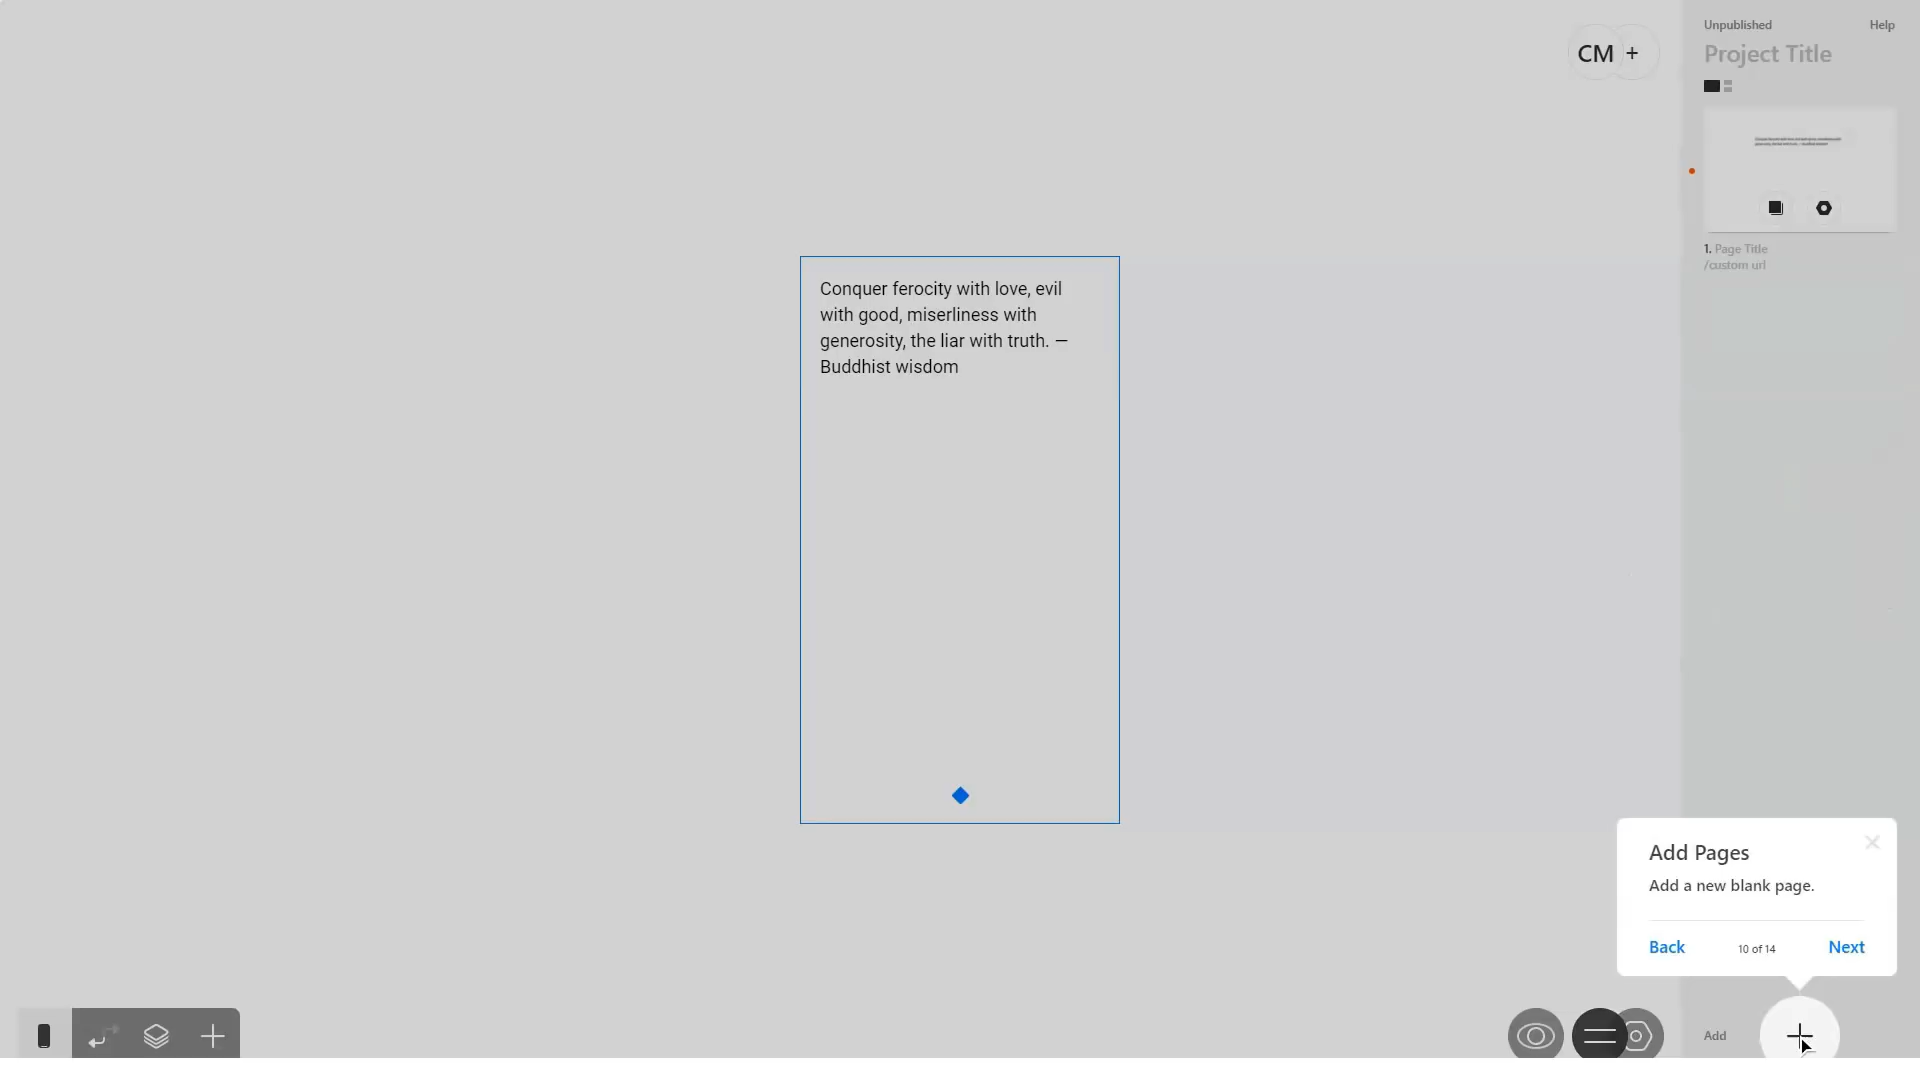 Unpublished
Help
CM +
Project Title
1. Page Title
/custom url
Conquer ferocity with love, evil
with good, miserliness with
generosity, the liar with truth. —
Buddhist wisdom
Add Pages
Add a new blank page.
Back
10 of 14
Next
Add